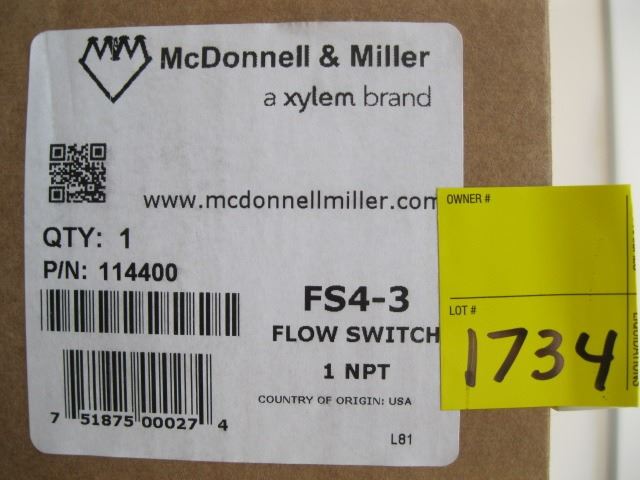 McDonnell & Miller
a xylem brand
www.mcdonnellmiller.com
QTY: 1
P/N: 114400
FS4-3
FLOW SWITCH
1 NPT
COUNTRY OF ORIGIN: USA
7 51875 00027 4
L81
OWNER #
LOT #
1734